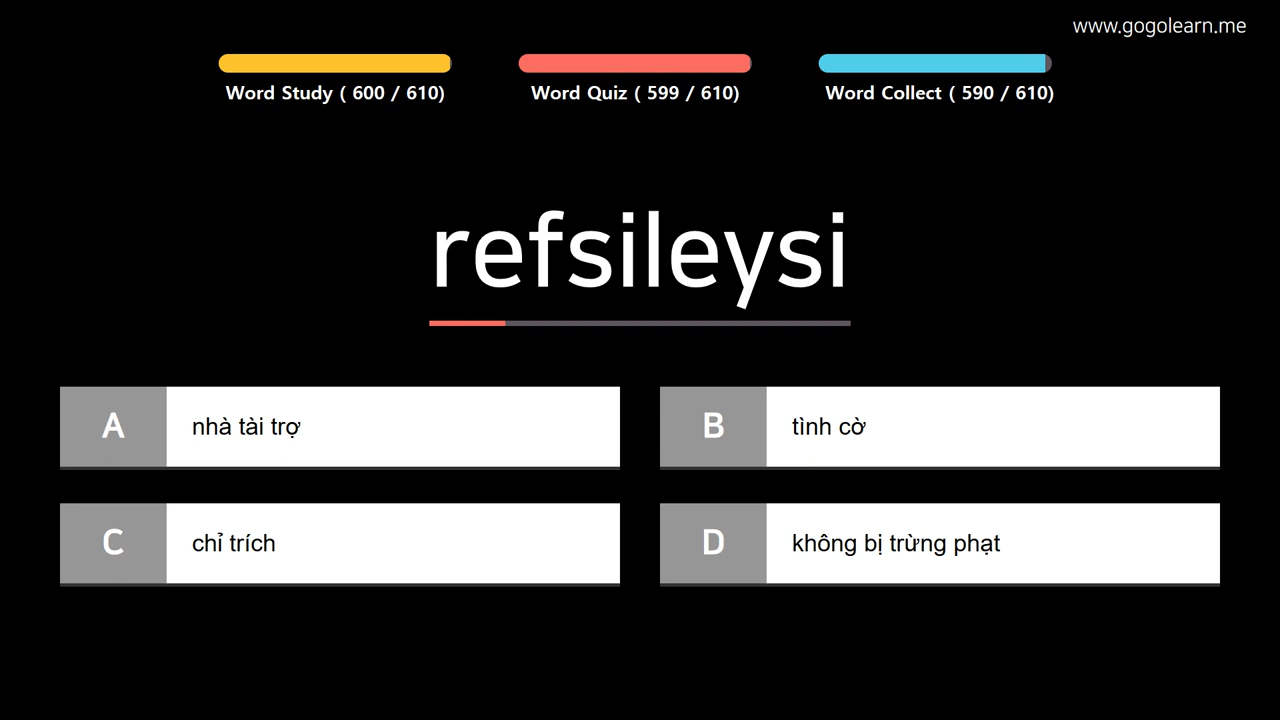 www.gogolearn.me
Word Study ( 600 / 610)
Word Quiz ( 599 / 610)
Word Collect ( 590 / 610)
refsileysi
A
nhà tài trợ
B
tình cờ
C
chỉ trích
D
không bị trừng phạt